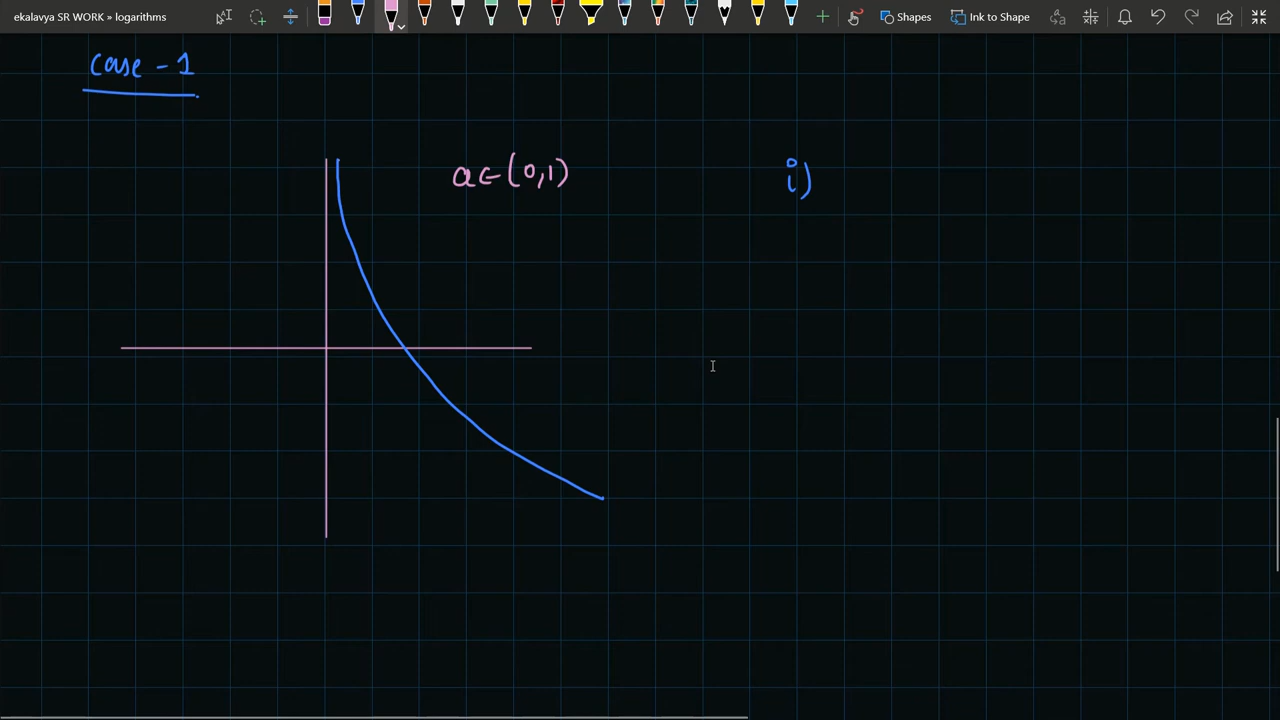 ekalavya SR WORK » logarithms
Shapes
Ink to Shape
Case - 1
a∈(0,1)
i)